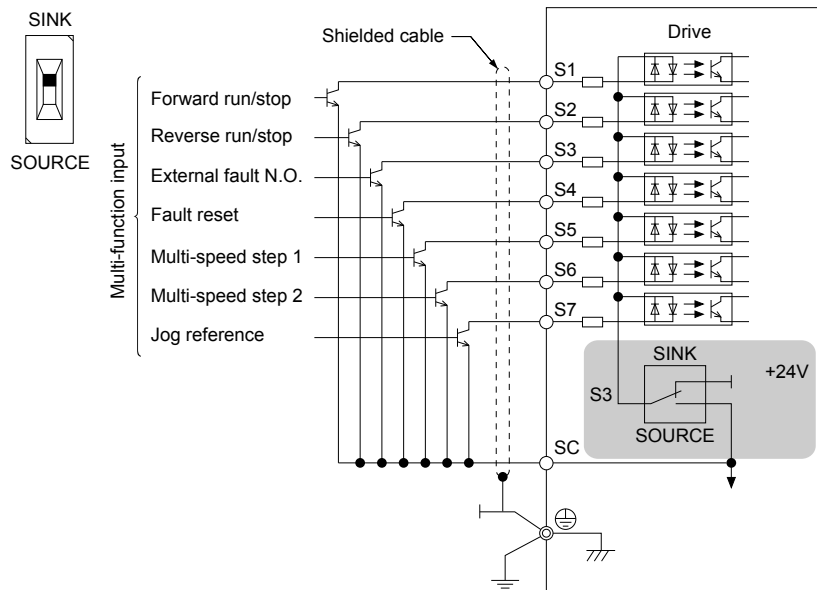 SINK
SOURCE
Shielded cable
Drive
Multi-function input
Forward run/stop
Reverse run/stop
External fault N.O.
Fault reset
Multi-speed step 1
Multi-speed step 2
Jog reference
S1
S2
S3
S4
S5
S6
S7
SINK
+24V
S3
SOURCE
SC